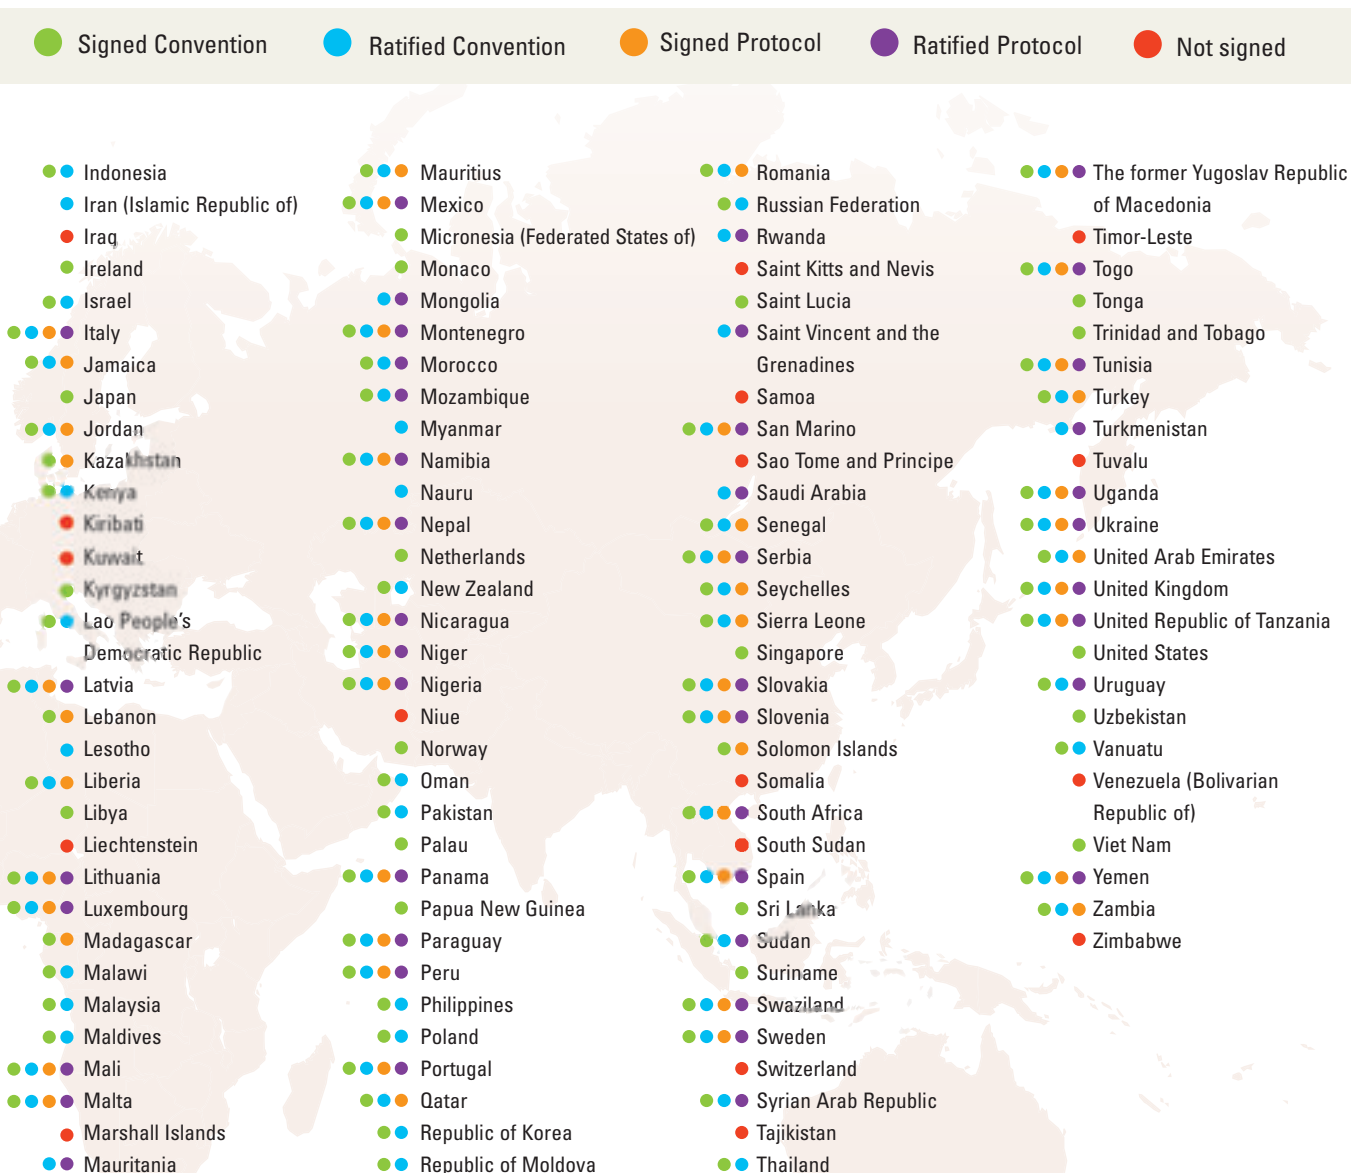 Signed Convention
Ratified Convention
Signed Protocol
Ratified Protocol
Not signed
Indonesia
Iran (Islamic Republic of)
Iraq
Ireland
Israel
Italy
Jamaica
Japan
Jordan
Kazakhstan
Kenya
Kiribati
Kuwait
Kyrgyzstan
Lao People's
Democratic Republic
Latvia
Lebanon
Lesotho
Liberia
Libya
Liechtenstein
Lithuania
Luxembourg
Madagascar
Malawi
Malaysia
Maldives
Mali
Malta
Marshall Islands
Mauritania
Mauritius
Mexico
Micronesia (Federated States of)
Monaco
Mongolia
Montenegro
Morocco
Mozambique
Myanmar
Namibia
Nauru
Nepal
Netherlands
New Zealand
Nicaragua
Niger
Nigeria
Niue
Norway
Oman
Pakistan
Palau
Panama
Papua New Guinea
Paraguay
Peru
Philippines
Poland
Portugal
Qatar
Republic of Korea
Republic of Moldova
Romania
Russian Federation
Rwanda
Saint Kitts and Nevis
Saint Lucia
Saint Vincent and the
Grenadines
Samoa
San Marino
Sao Tome and Principe
Saudi Arabia
Senegal
Serbia
Seychelles
Sierra Leone
Singapore
Slovakia
Slovenia
Solomon Islands
Somalia
South Africa
South Sudan
Spain
Sri Lanka
Sudan
Suriname
Swaziland
Sweden
Switzerland
Syrian Arab Republic
Tajikistan
Thailand
The former Yugoslav Republic
of Macedonia
Timor-Leste
Togo
Tonga
Trinidad and Tobago
Tunisia
Turkey
Turkmenistan
Tuvalu
Uganda
Ukraine
United Arab Emirates
United Kingdom
United Republic of Tanzania
United States
Uruguay
Uzbekistan
Vanuatu
Venezuela (Bolivarian
Republic of)
Viet Nam
Yemen
Zambia
Zimbabwe